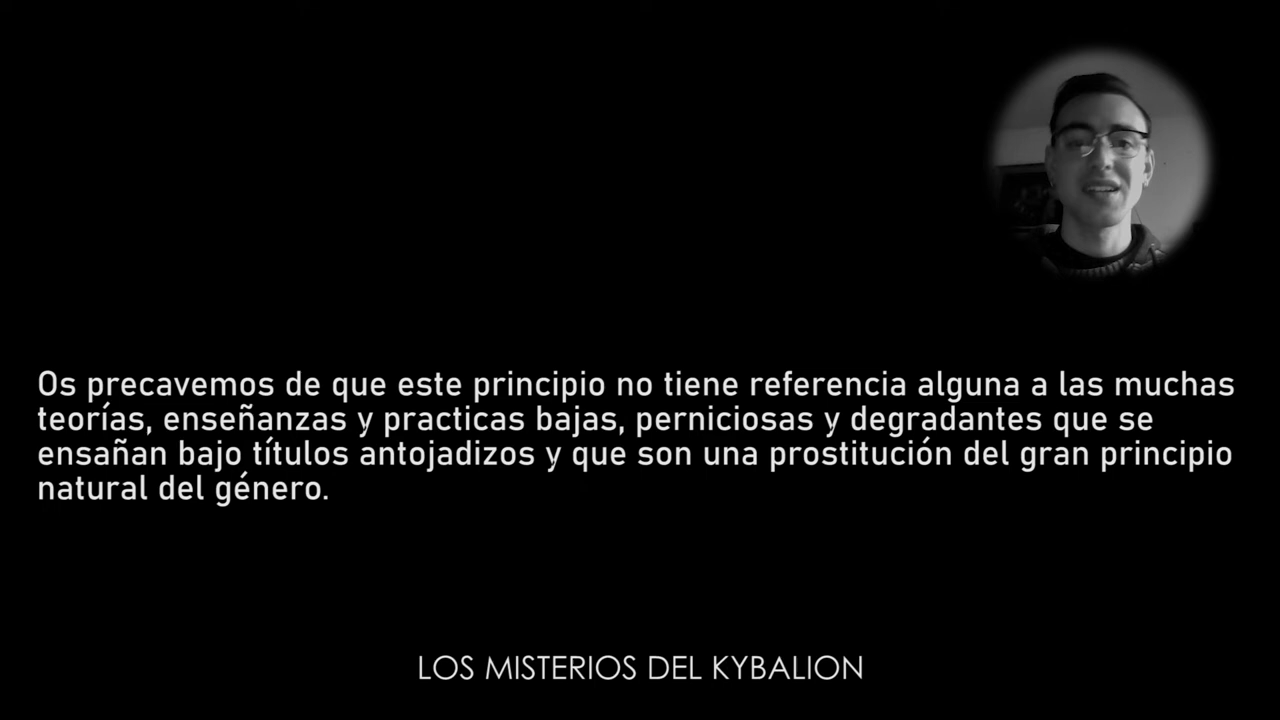 Os precavemos de que este principio no tiene referencia alguna a las muchas
teorías, enseñanzas y practicas bajas, perniciosas y degradantes que se
ensañan bajo títulos antojadizos y que son una prostitución del gran principio
natural del género.
LOS MISTERIOS DEL KYBALION